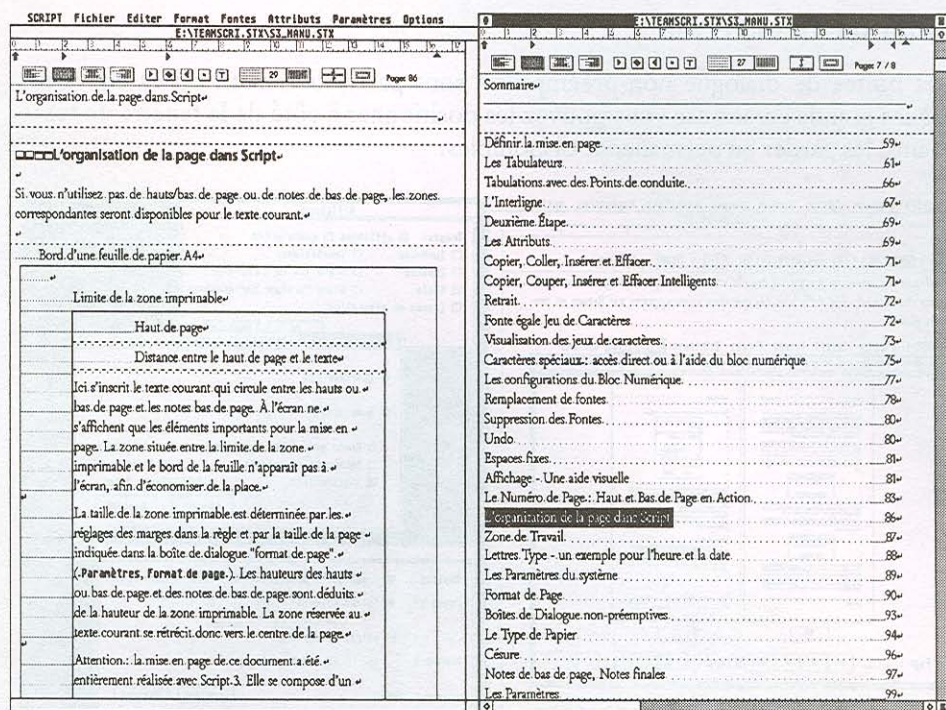 SCRIPT Fichier Editer Format Fontes Attributs Paramètres Options
E:\TEAMSCRI.STX\S3_MANU.STX
29
Page: 86
L'organisation de la page dans Script
L'organisation de la page dans Script
Si vous n'utilisez pas de hauts/bas de page ou de notes de bas de page, les zones
correspondantes seront disponibles pour le texte courant.
Bord d'une feuille de papier A4
Limite de la zone imprimable
Haut de page
Distance entre le haut de page et le texte
Ici s'inscrit le texte courant qui circule entre les hauts ou
bas de page et les notes bas de page. À l'écran ne
s'affichent que les éléments importants pour la mise en
page. La zone située entre la limite de la zone
imprimable et le bord de la feuille n'apparaît pas à
l'écran, afin d'économiser de la place.
La taille de la zone imprimable est déterminée par les
réglages des marges dans la règle et par la taille de la page
indiquée dans la boîte de dialogue "format de page".
(.Paramètres, Format de page.). Les hauteurs des hauts
ou bas de page et des notes de bas de page sont déduits
de la hauteur de la zone imprimable. La zone réservée au
texte courant se rétrécit donc vers le centre de la page.
Attention : la mise en page de ce document a été
entièrement réalisée avec Script 3. Elle se compose d'un
E:\TEAMSCRI.STX\S3_MANU.STX
27
Page: 7 / 8
Sommaire
Définir la mise en page 59
Les Tabulateurs 61
Tabulations avec des Points de conduite 66
L'Interligne 67
Deuxième Étape 69
Les Attributs 69
Copier, Coller, Insérer et Effacer 71
Copier, Couper, Insérer et Effacer Intelligents 71
Retrait 72
Fonte égale Jeu de Caractères 72
Visualisation des jeux de caractères 73
Caractères spéciaux : accès direct ou à l'aide du bloc numérique 75
Les configurations du Bloc Numérique 77
Remplacement de fontes 78
Suppression des Fontes 80
Undo 80
Espaces fixes 81
Affichage - Une aide visuelle 81
Le Numéro de Page : Haut et Bas de Page en Action 83
L'organisation de la page dans Script 86
Zone de Travail 87
Lettres Type - un exemple pour l'heure et la date 88
Les Paramètres du système 89
Format de Page 90
Boîtes de Dialogue non-préemptives 93
Le Type de Papier 94
Césure 96
Notes de bas de page, Notes finales 97
Les Paramètres 99